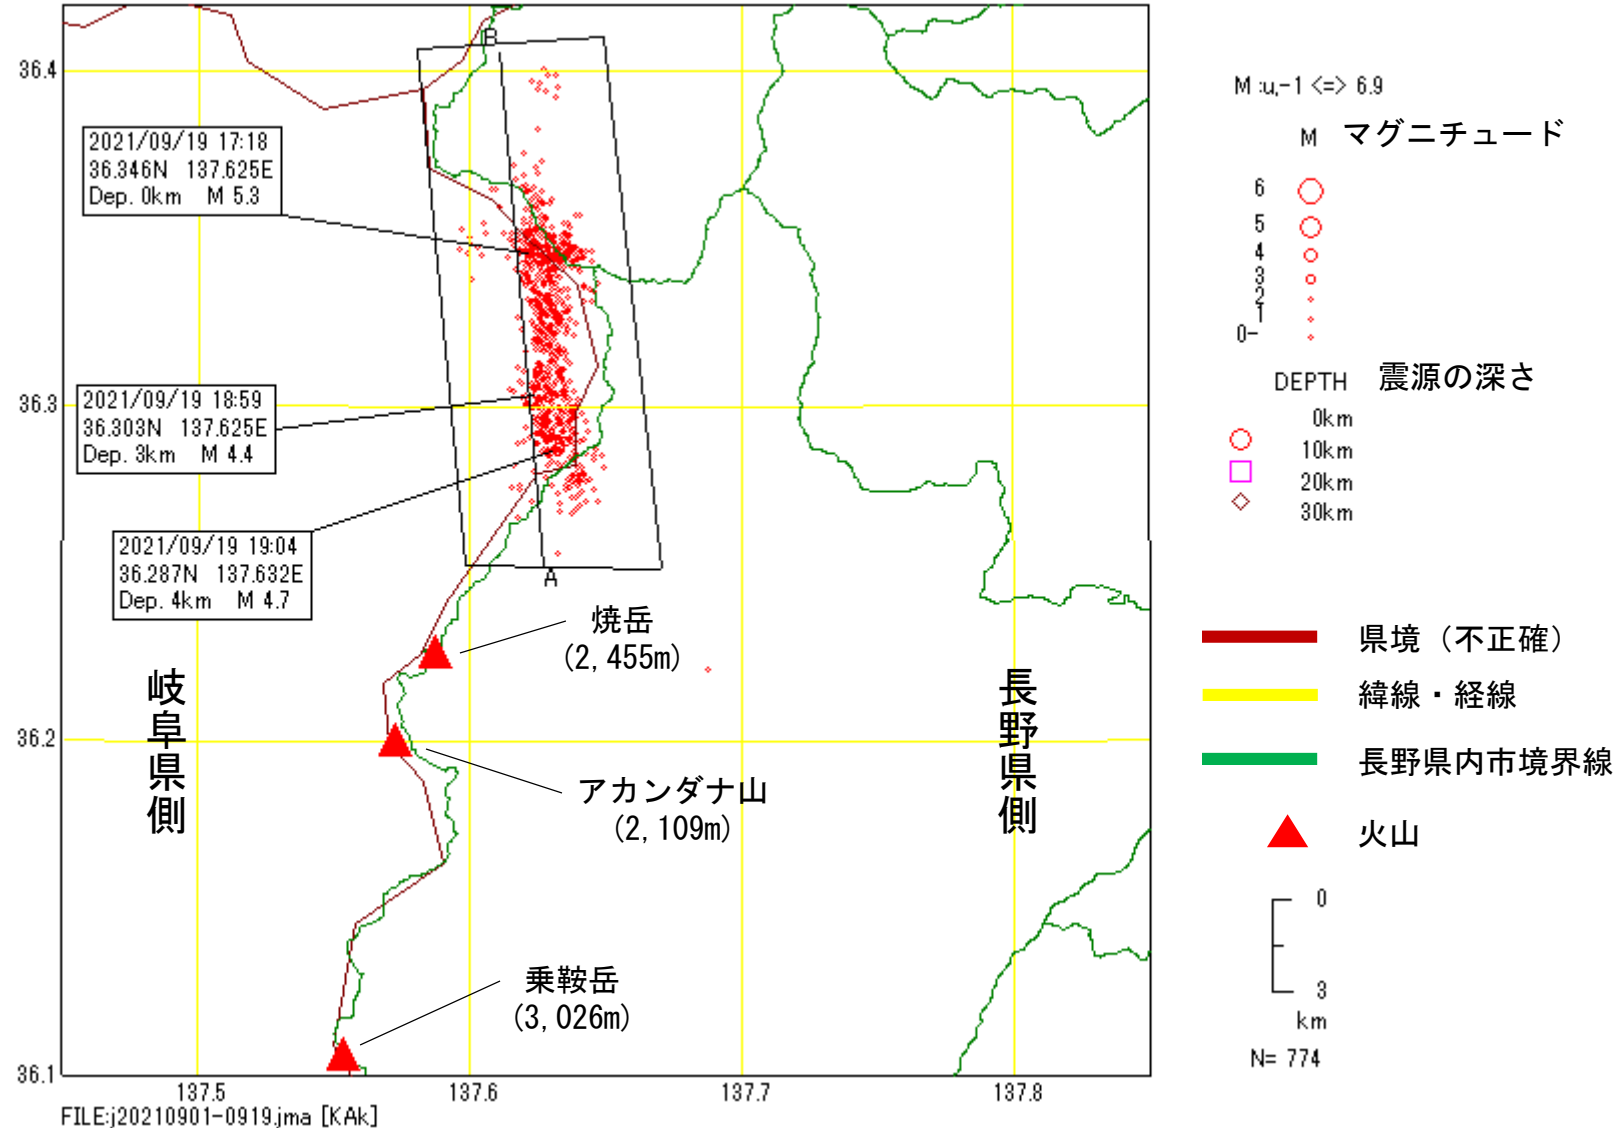 36.4
36.3
36.2
36.1
137.5
137.6
137.7
137.8
B
A
2021/09/19 17:18
36.346N 137.625E
Dep. 0km M 5.3
2021/09/19 18:59
36.303N 137.625E
Dep. 3km M 4.4
2021/09/19 19:04
36.287N 137.632E
Dep. 4km M 4.7
焼岳
(2,455m)
アカンダナ山
(2,109m)
乗鞍岳
(3,026m)
岐阜県側
長野県側
FILE:j20210901-0919.jma [KAk]
M :u,-1 <=> 6.9
M マグニチュード
6
5
4
3
2
1
0-
DEPTH 震源の深さ
0km
10km
20km
30km
県境（不正確）
緯線・経線
長野県内市境界線
火山
0
3
km
N= 774